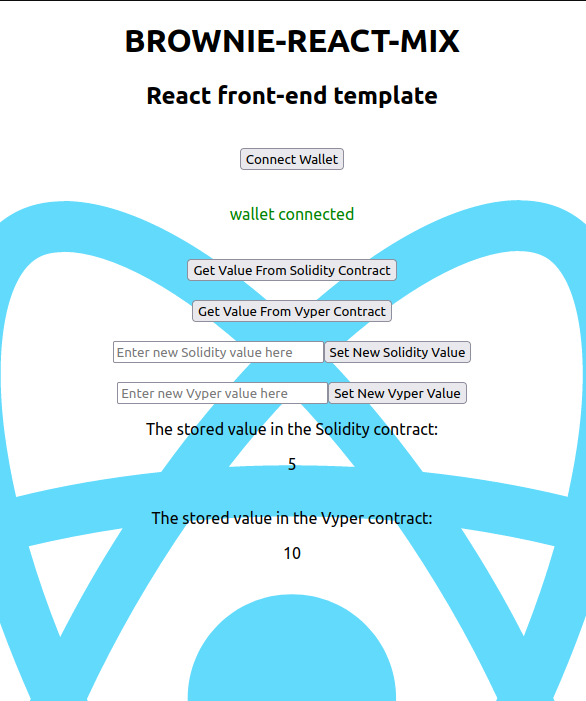 BROWNIE-REACT-MIX
React front-end template
Connect Wallet
wallet connected
Get Value From Solidity Contract
Get Value From Vyper Contract
Enter new Solidity value here Set New Solidity Value
Enter new Vyper value here Set New Vyper Value
The stored value in the Solidity contract:
5
The stored value in the Vyper contract:
10